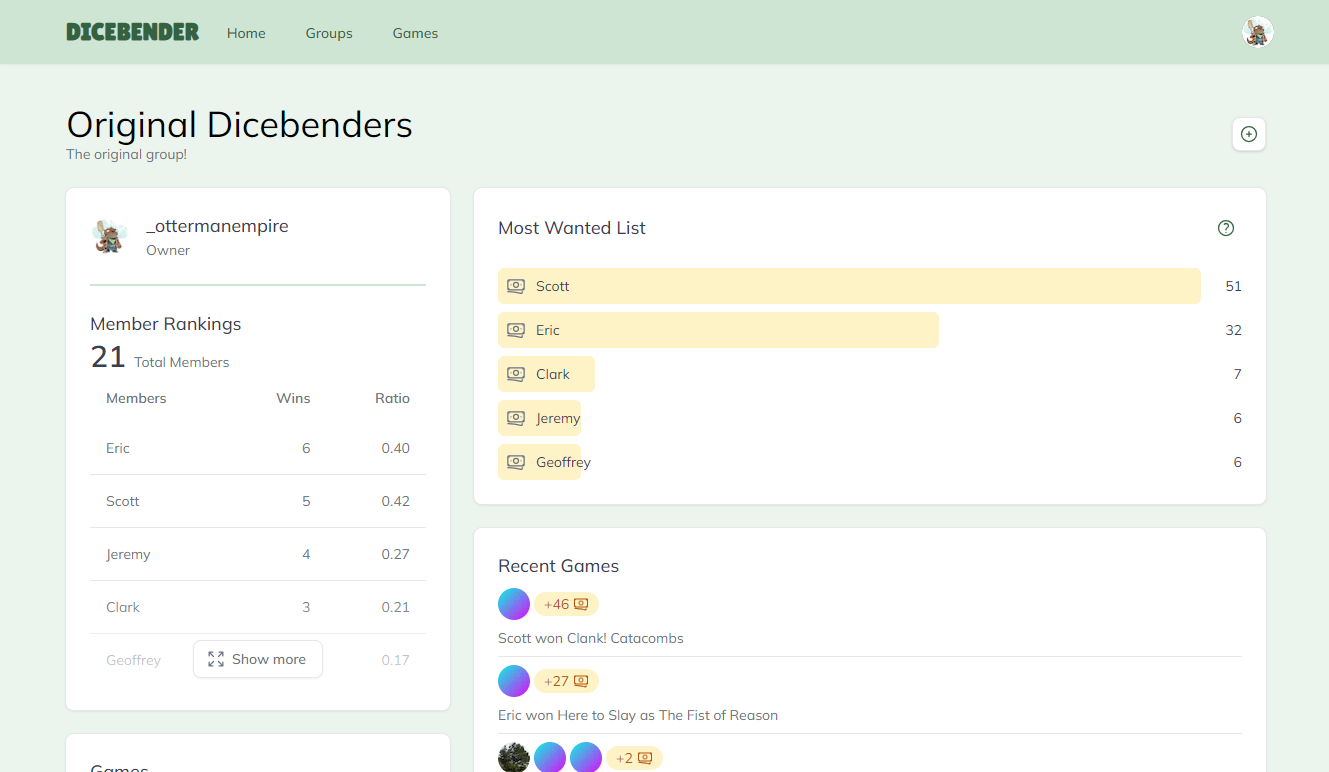 DICEBENDER Home Groups Games
Original Dicebenders
The original group!
_ottermanempire
Owner
Member Rankings
21 Total Members
Members Wins Ratio
Eric 6 0.40
Scott 5 0.42
Jeremy 4 0.27
Clark 3 0.21
Geoffrey 0.17
Show more
Games
Most Wanted List
Scott 51
Eric 32
Clark 7
Jeremy 6
Geoffrey 6
Recent Games
+46
Scott won Clank! Catacombs
+27
Eric won Here to Slay as The Fist of Reason
+2